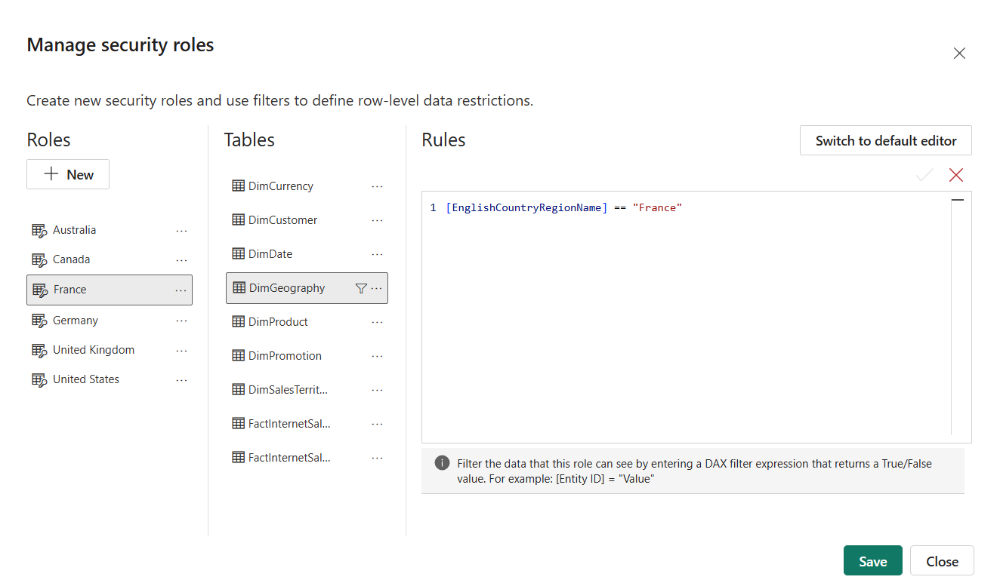 Manage security roles
Create new security roles and use filters to define row-level data restrictions.
Roles
New
Australia
Canada
France
Germany
United Kingdom
United States
Tables
DimCurrency
DimCustomer
DimDate
DimGeography
DimProduct
DimPromotion
DimSalesTerrit...
FactInternetSal...
FactInternetSal...
Rules
Switch to default editor
1 [EnglishCountryRegionName] == "France"
Filter the data that this role can see by entering a DAX filter expression that returns a True/False
value. For example: [Entity ID] = "Value"
Save
Close